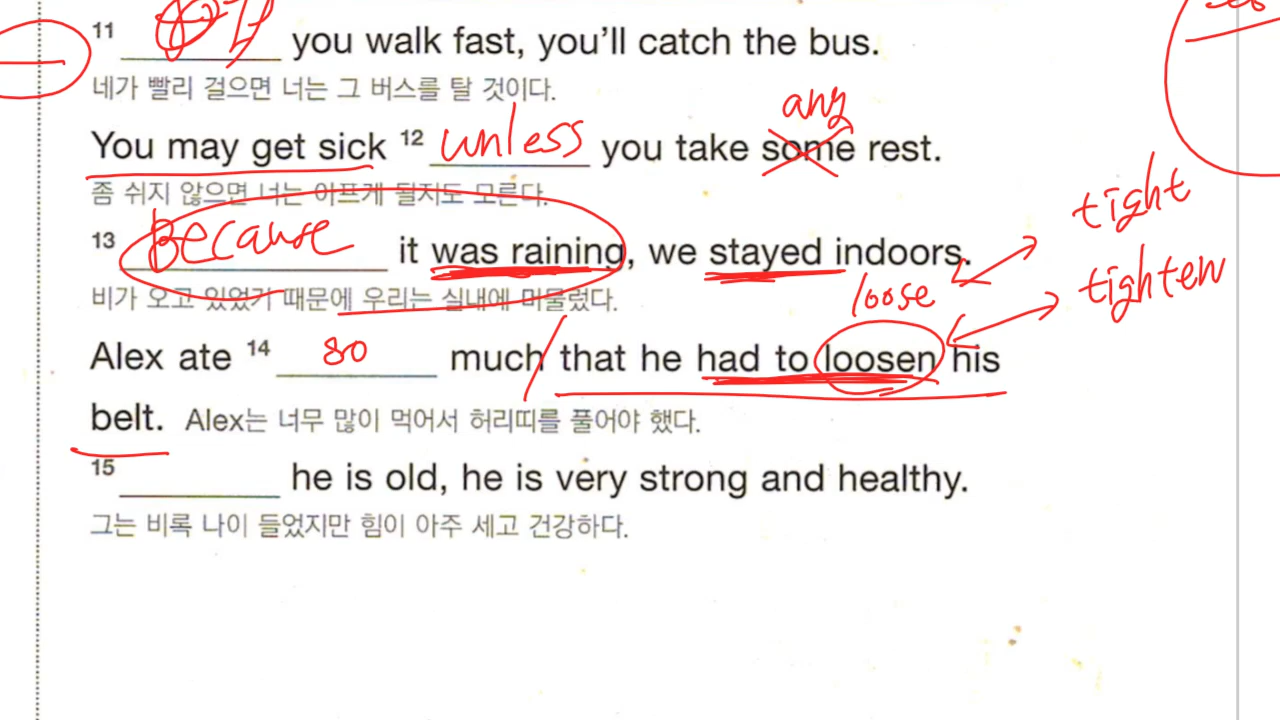 11 If you walk fast, you'll catch the bus.
네가 빨리 걸으면 너는 그 버스를 탈 것이다.
any
You may get sick 12 unless you take some rest.
좀 쉬지 않으면 너는 아프게 될지도 모른다.
tight
13 Because it was raining, we stayed indoors.
비가 오고 있었기 때문에 우리는 실내에 머물렀다.
loose tighten
Alex ate 14 so much that he had to loosen his
belt. Alex는 너무 많이 먹어서 허리띠를 풀어야 했다.
15 he is old, he is very strong and healthy.
그는 비록 나이 들었지만 힘이 아주 세고 건강하다.